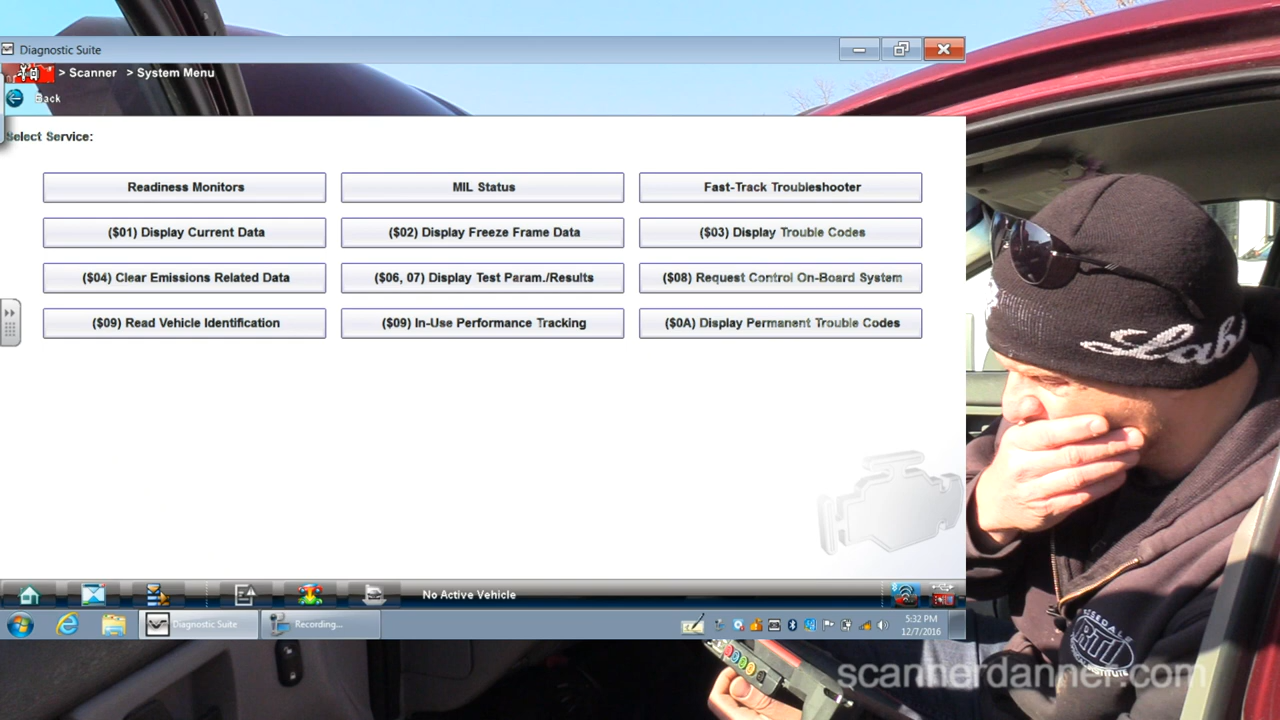 Diagnostic Suite
> Scanner > System Menu
Back
Select Service:
Readiness Monitors
MIL Status
Fast-Track Troubleshooter
($01) Display Current Data
($02) Display Freeze Frame Data
($03) Display Trouble Codes
($04) Clear Emissions Related Data
($06, 07) Display Test Param./Results
($08) Request Control On-Board System
($09) Read Vehicle Identification
($09) In-Use Performance Tracking
($0A) Display Permanent Trouble Codes
No Active Vehicle
Diagnostic Suite
Recording...
5:32 PM
12/7/2016
scannerdanner.com